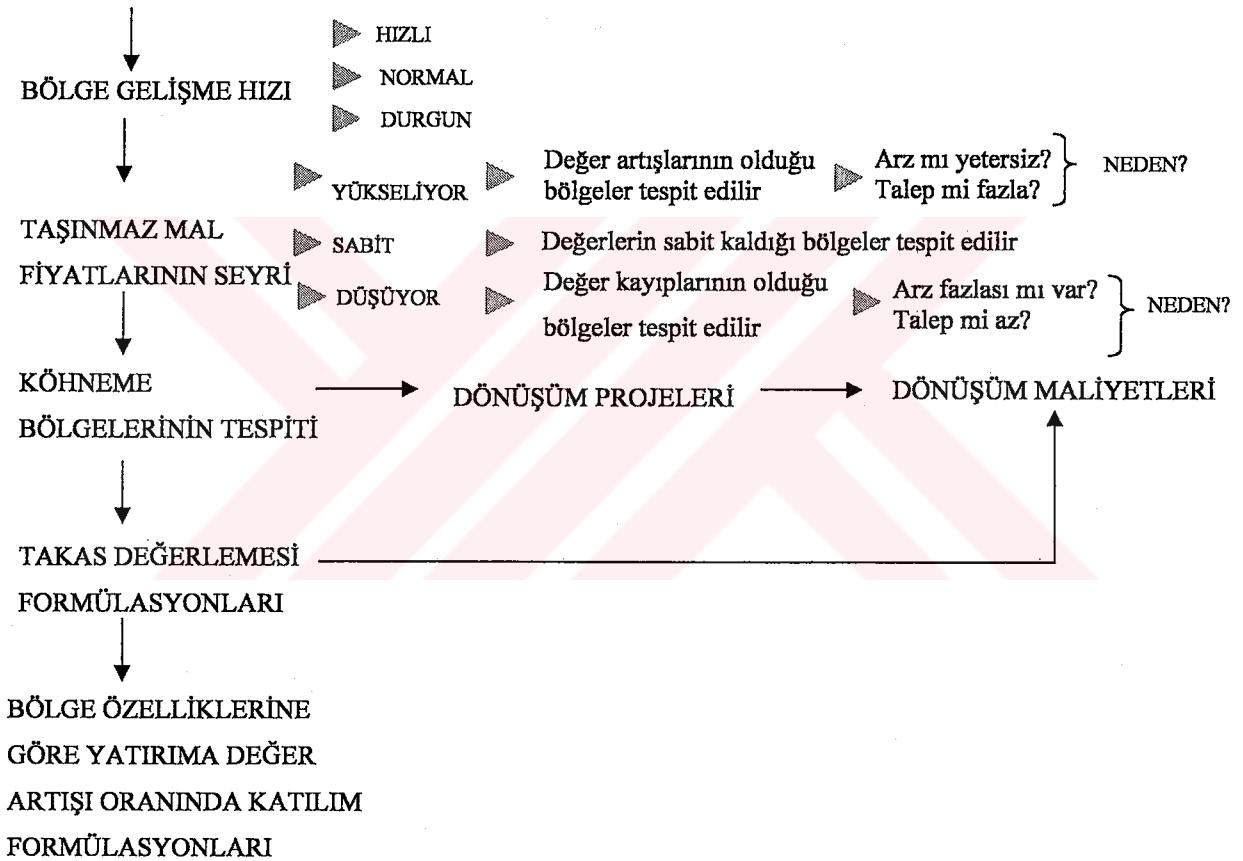 HIZLI
BÖLGE GELİŞME HIZI
NORMAL
DURGUN
YÜKSELİYOR
Değer artışlarının olduğu
bölgeler tespit edilir
Arz mı yetersiz?
Talep mi fazla?
NEDEN?
TAŞINMAZ MAL
FİYATLARININ SEYRİ
SABİT
Değerlerin sabit kaldığı bölgeler tespit edilir
DÜŞÜYOR
Değer kayıplarının olduğu
bölgeler tespit edilir
Arz fazlası mı var?
Talep mi az?
NEDEN?
KÖHNEME
BÖLGELERİNİN TESPİTİ
DÖNÜŞÜM PROJELERİ
DÖNÜŞÜM MALİYETLERİ
TAKAS DEĞERLEMESİ
FORMÜLASYONLARI
BÖLGE ÖZELLİKLERİNE
GÖRE YATIRIMA DEĞER
ARTIŞI ORANINDA KATILIM
FORMÜLASYONLARI